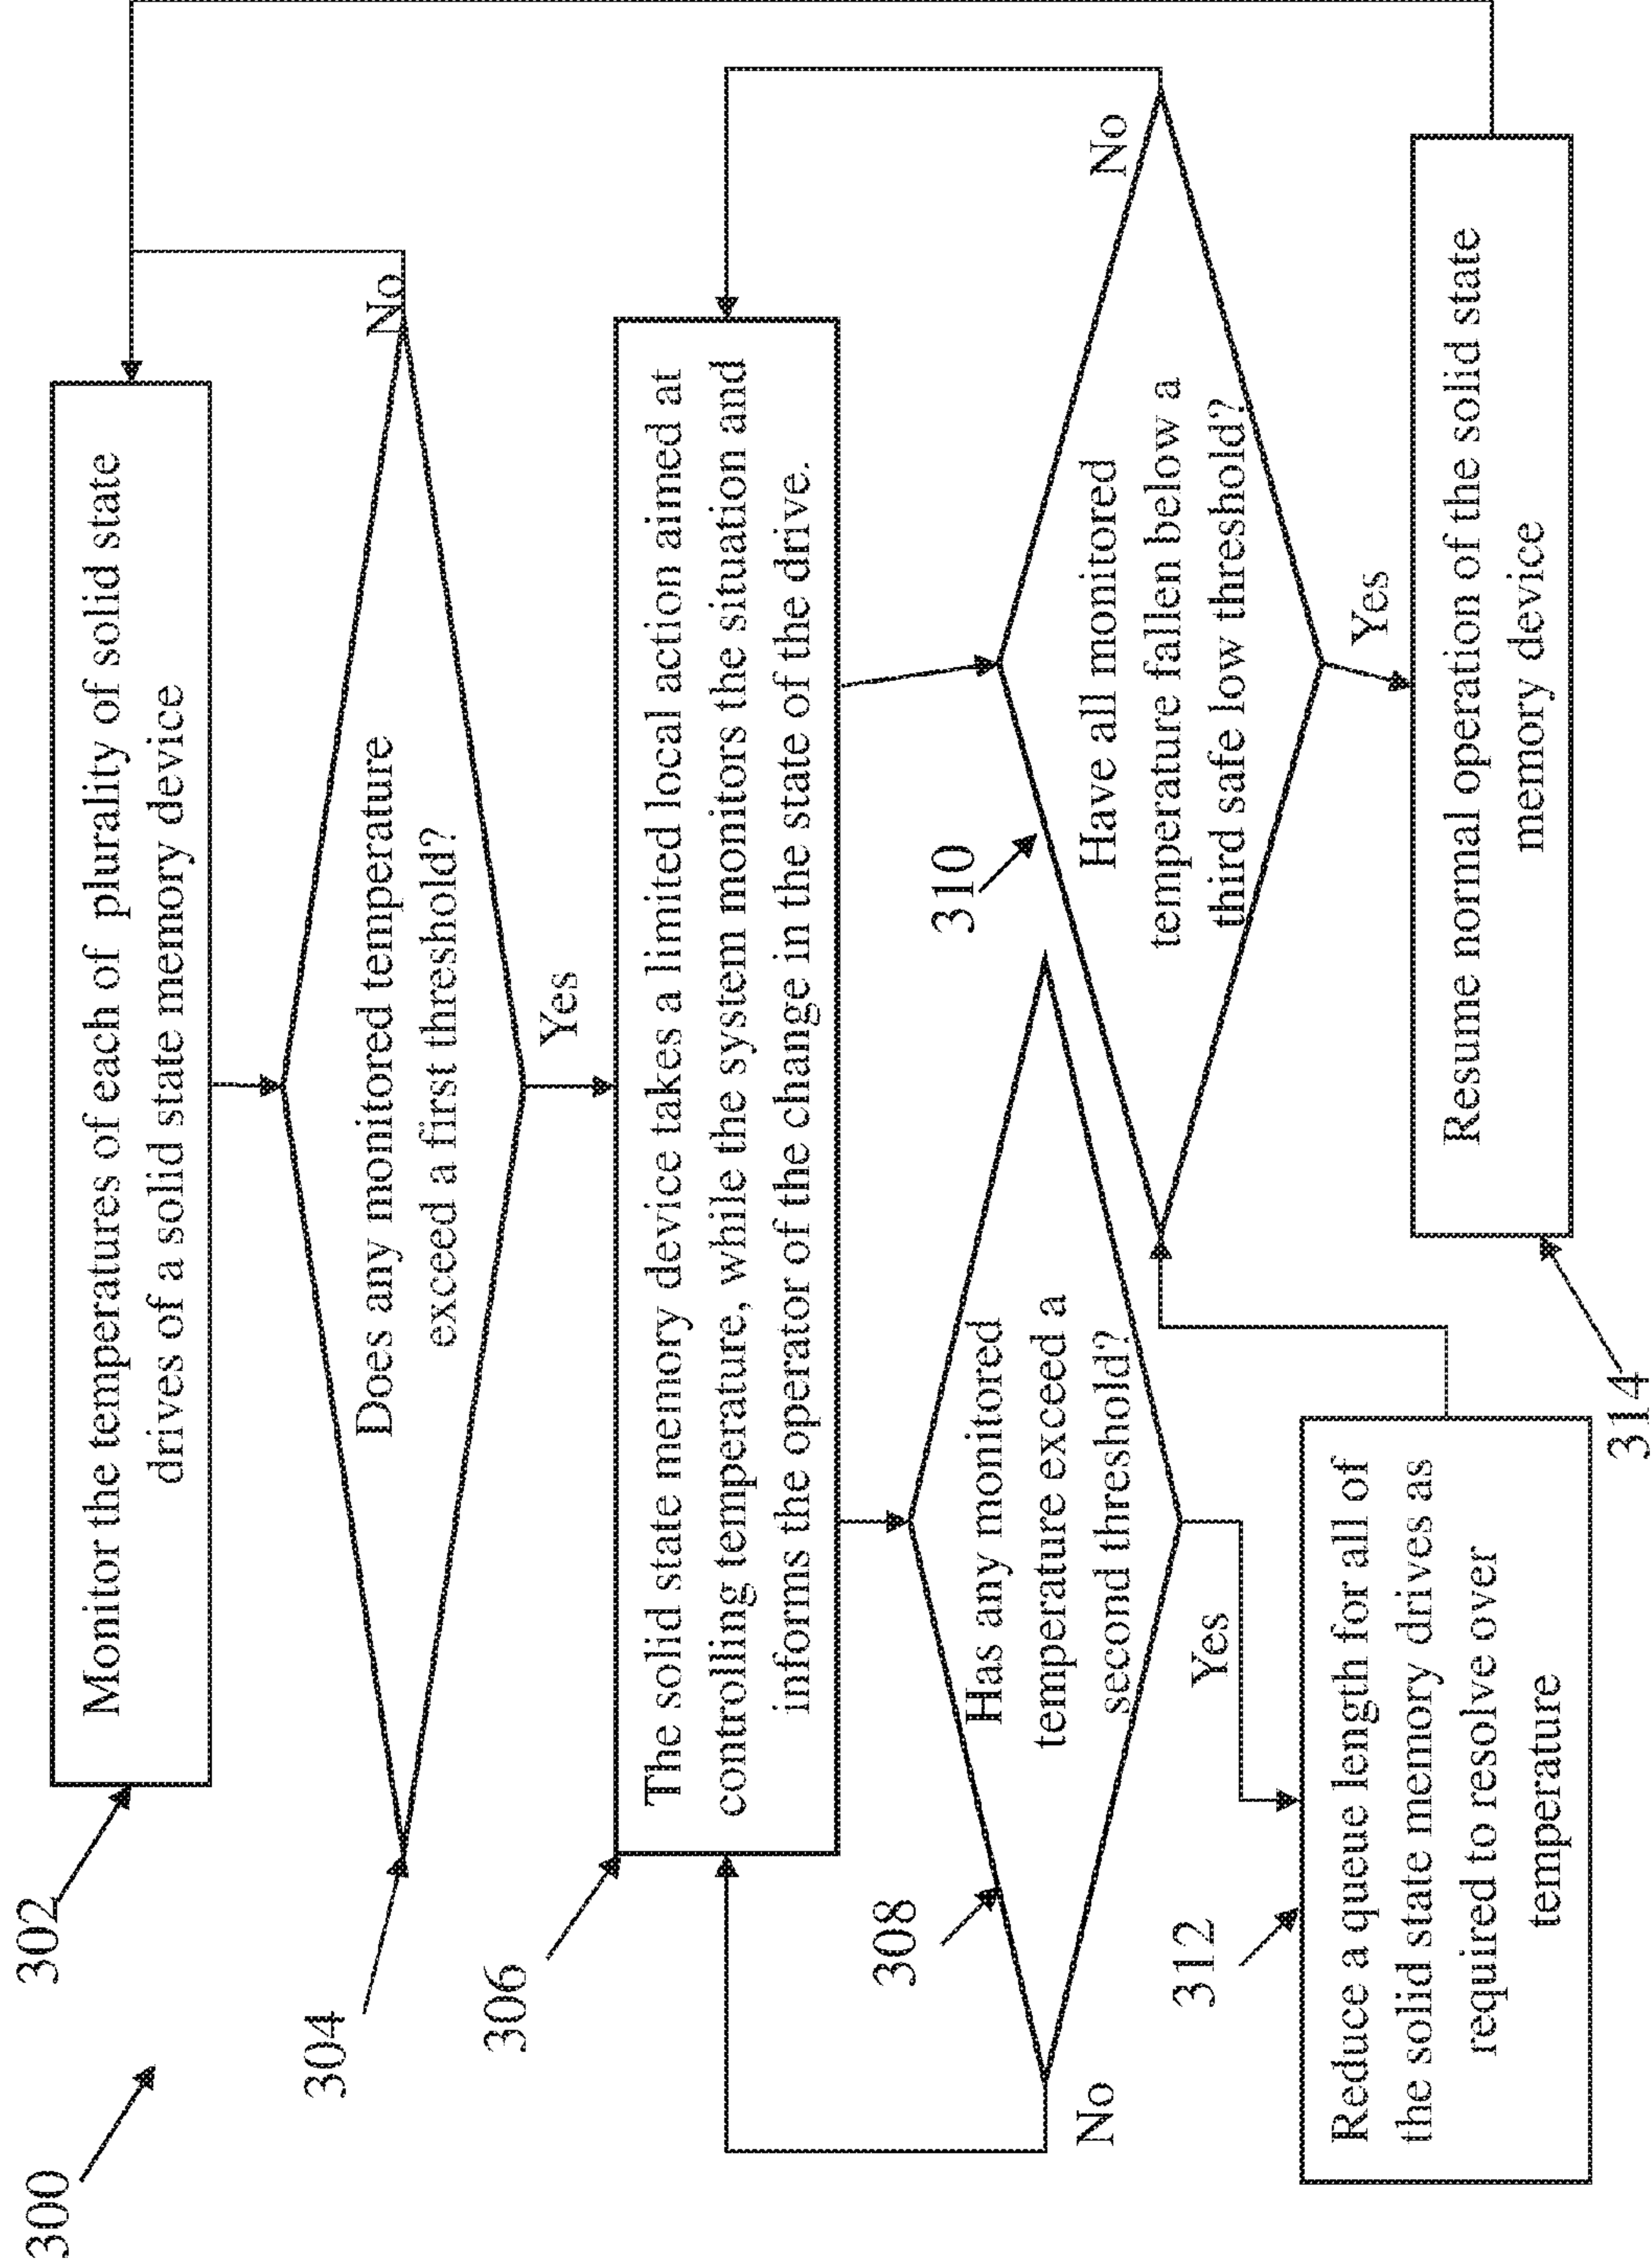 300
302
Monitor the temperatures of each of plurality of solid state
drives of a solid state memory device
304
Does any monitored temperature
exceed a first threshold?
No
Yes
306
The solid state memory device takes a limited local action aimed at
controlling temperature, while the system monitors the situation and
informs the operator of the change in the state of the drive.
308
Has any monitored
temperature exceed a
second threshold?
No
Yes
310
Have all monitored
temperature fallen below a
third safe low threshold?
No
Yes
312
Reduce a queue length for all of
the solid state memory drives as
required to resolve over
temperature
314
Resume normal operation of the solid state
memory device